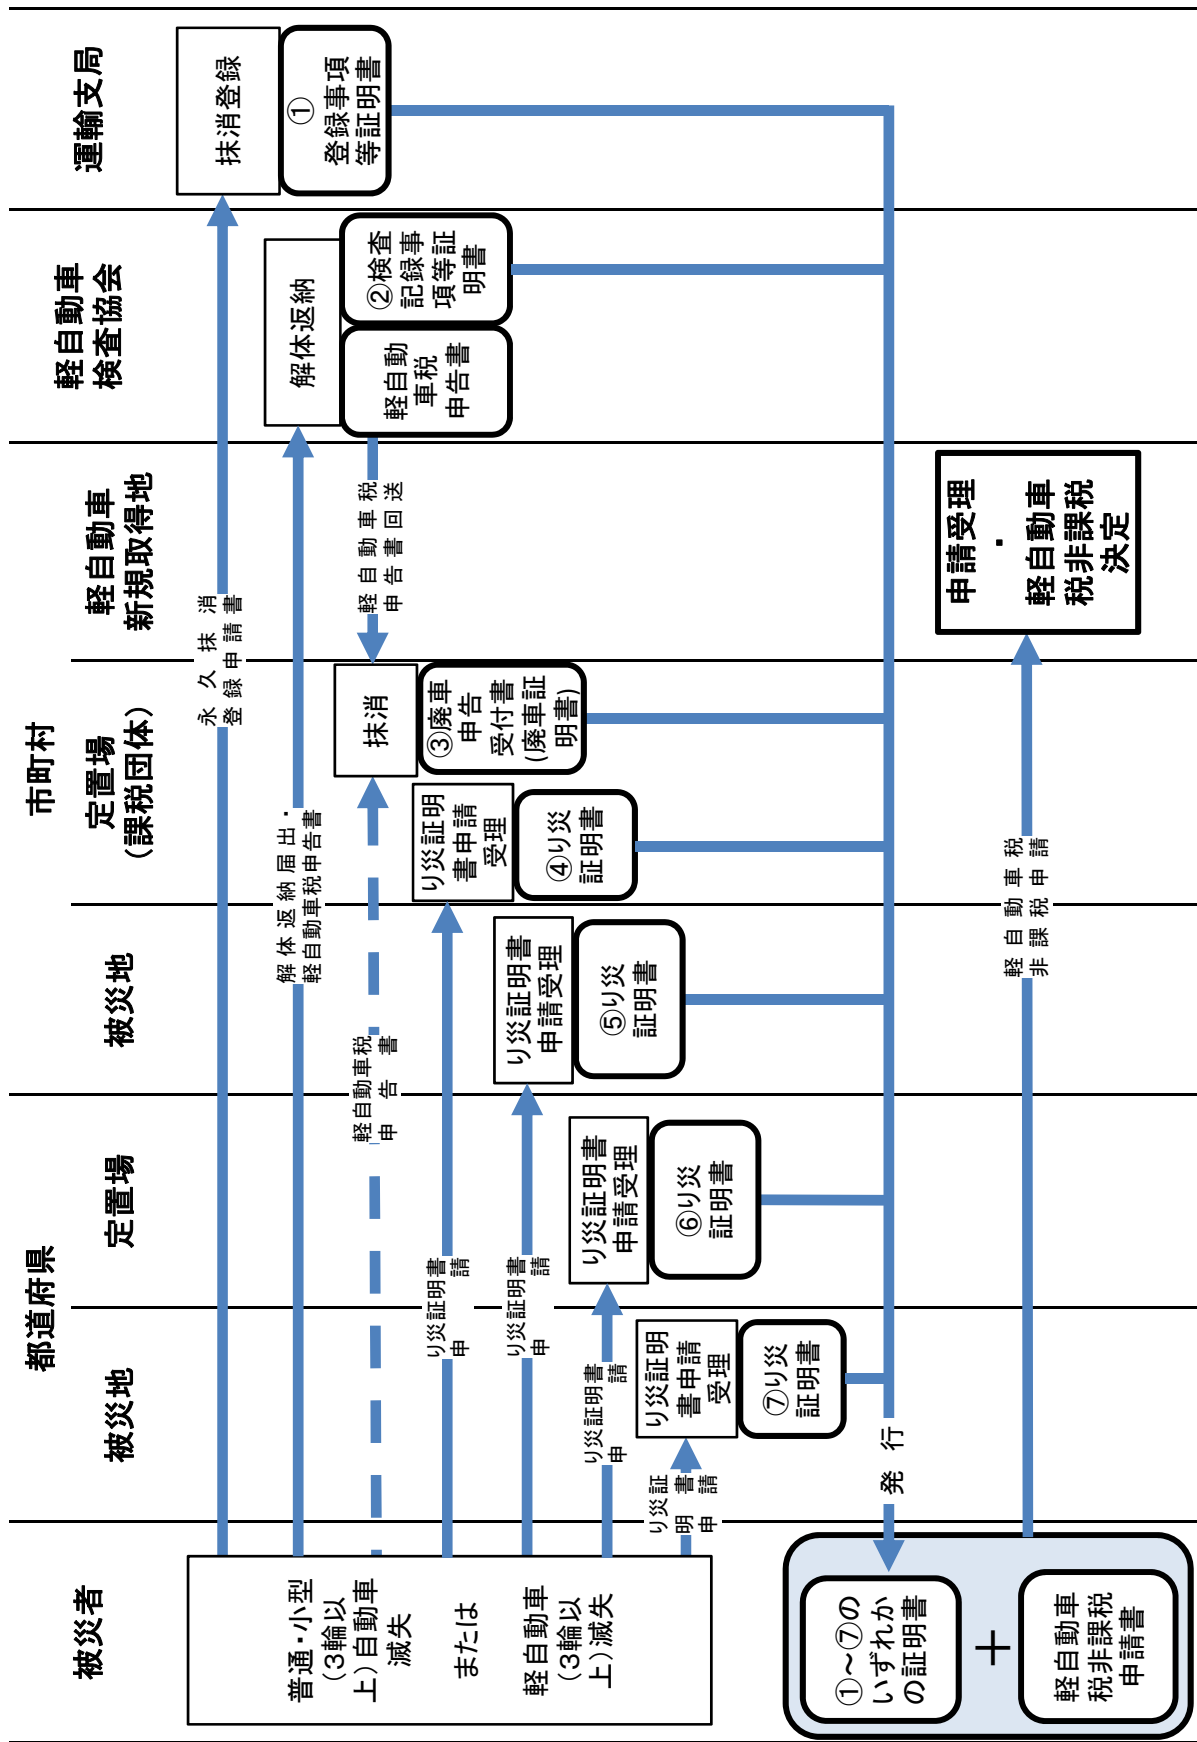 被災者
都道府県
被災地
定置場
市町村
被災地
定置場
（課税団体）
軽自動車
新規取得地
軽自動車
検査協会
運輸支局
普通・小型
（3輪以
上）自動車
滅失
または
軽自動車
（3輪以
上）滅失
永久抹消
登録申請書
抹消登録
①
登録事項
等証明書
解体返納届出・
軽自動車税申告書
解体返納
②検査
記録事
項等証
明書
軽自動
車税
申告書
軽自動車税
申告書回送
軽自動車税
申告書
抹消
③廃車
申告
受付書
（廃車証
明書）
り災証明書
申請
り災証明
書申請
受理
④り災
証明書
り災証明書
申請
り災証明書
申請受理
⑤り災
証明書
り災証明書
申請
り災証明書
申請受理
⑥り災
証明書
り災証
明書
申請
り災証明
書申請
受理
⑦り災
証明書
発行
①～⑦の
いずれか
の証明書
＋
軽自動車
税非課税
申請書
軽自動車税
非課税申請
申請受理
・
軽自動車
税非課税
決定